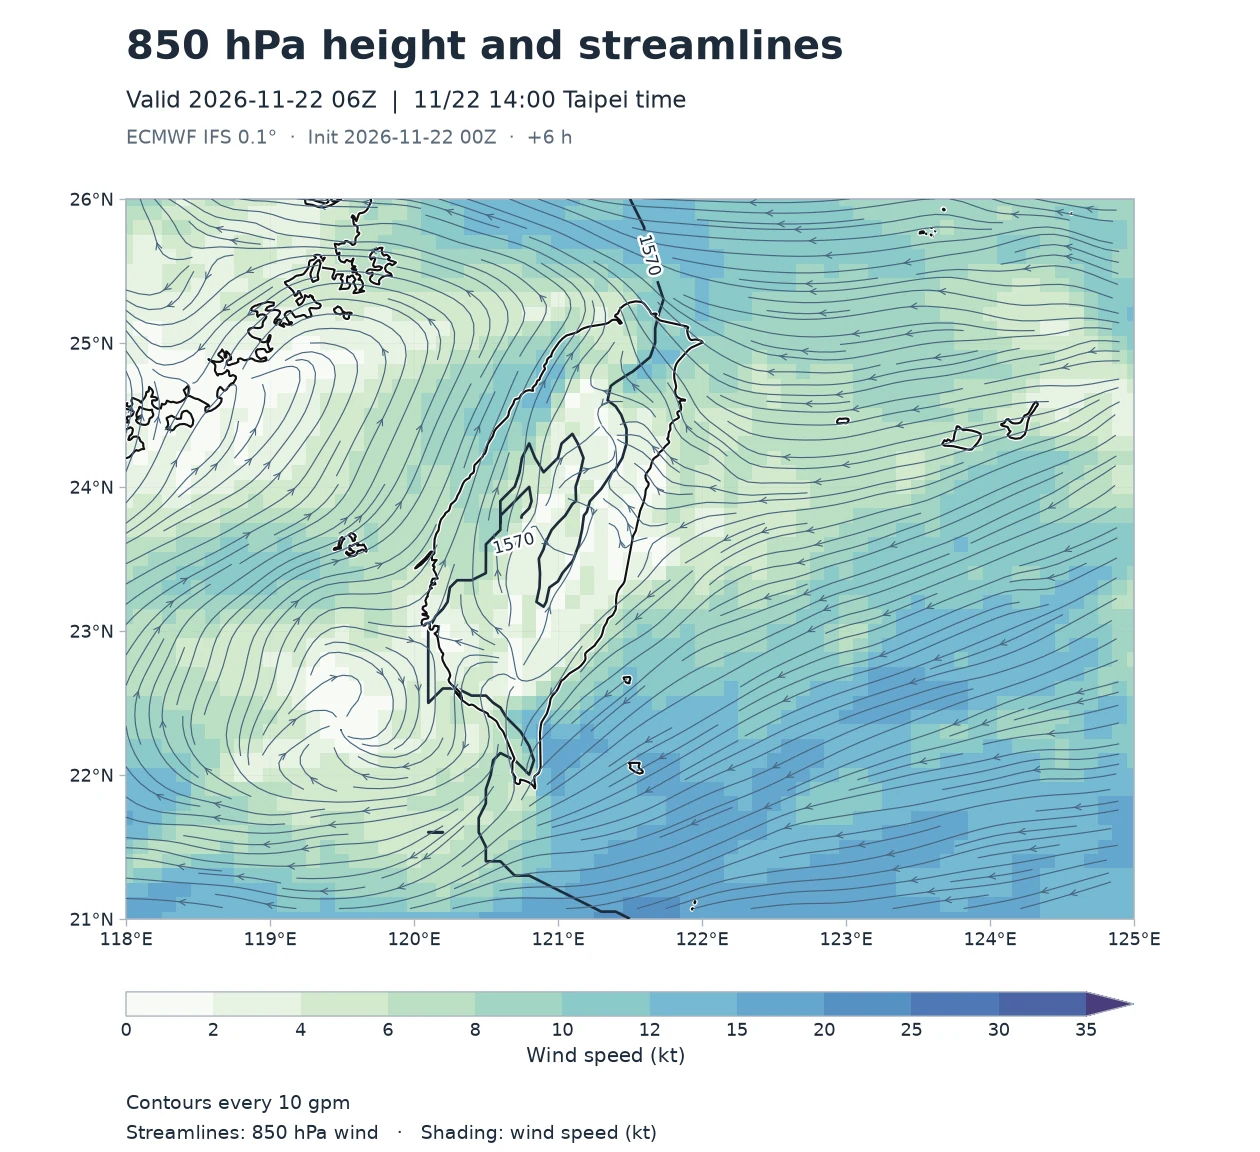 850 hPa height and streamlines
Valid 2026-11-22 06Z | 11/22 14:00 Taipei time
ECMWF IFS 0.1° · Init 2026-11-22 00Z · +6 h
26°N
25°N
24°N
23°N
22°N
21°N
1570
1570
118°E 119°E 120°E 121°E 122°E 123°E 124°E 125°E
0 2 4 6 8 10 12 15 20 25 30 35
Wind speed (kt)
Contours every 10 gpm
Streamlines: 850 hPa wind · Shading: wind speed (kt)